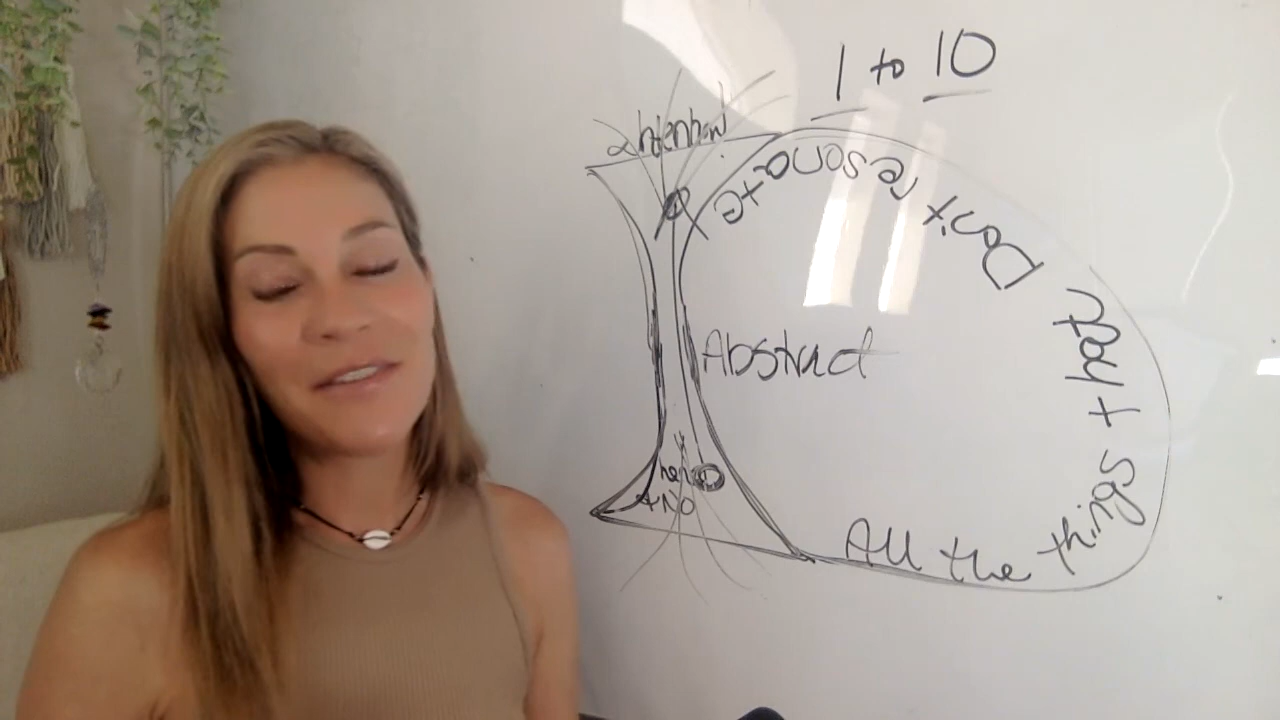 1 to 10
Intention
All the things that Don't resonate
Abstract
here
NO